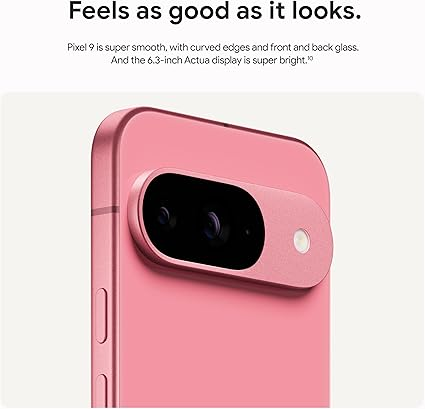 Feels as good as it looks.
Pixel 9 is super smooth, with curved edges and front and back glass.
And the 6.3-inch Actua display is super bright.¹⁰